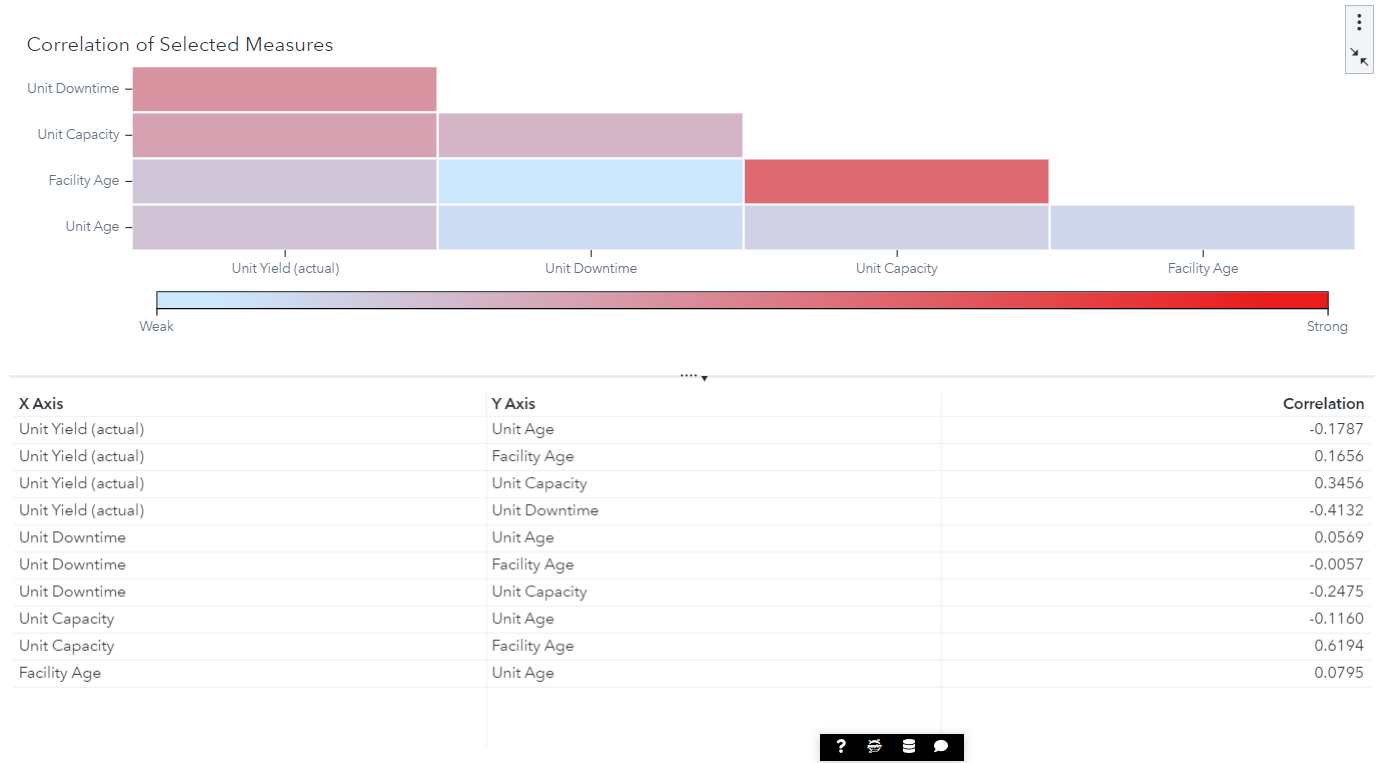 Correlation of Selected Measures
Unit Downtime
Unit Capacity
Facility Age
Unit Age
Unit Yield (actual) Unit Downtime Unit Capacity Facility Age
Weak Strong
X Axis Y Axis Correlation
Unit Yield (actual) Unit Age -0.1787
Unit Yield (actual) Facility Age 0.1656
Unit Yield (actual) Unit Capacity 0.3456
Unit Yield (actual) Unit Downtime -0.4132
Unit Downtime Unit Age 0.0569
Unit Downtime Facility Age -0.0057
Unit Downtime Unit Capacity -0.2475
Unit Capacity Unit Age -0.1160
Unit Capacity Facility Age 0.6194
Facility Age Unit Age 0.0795
?